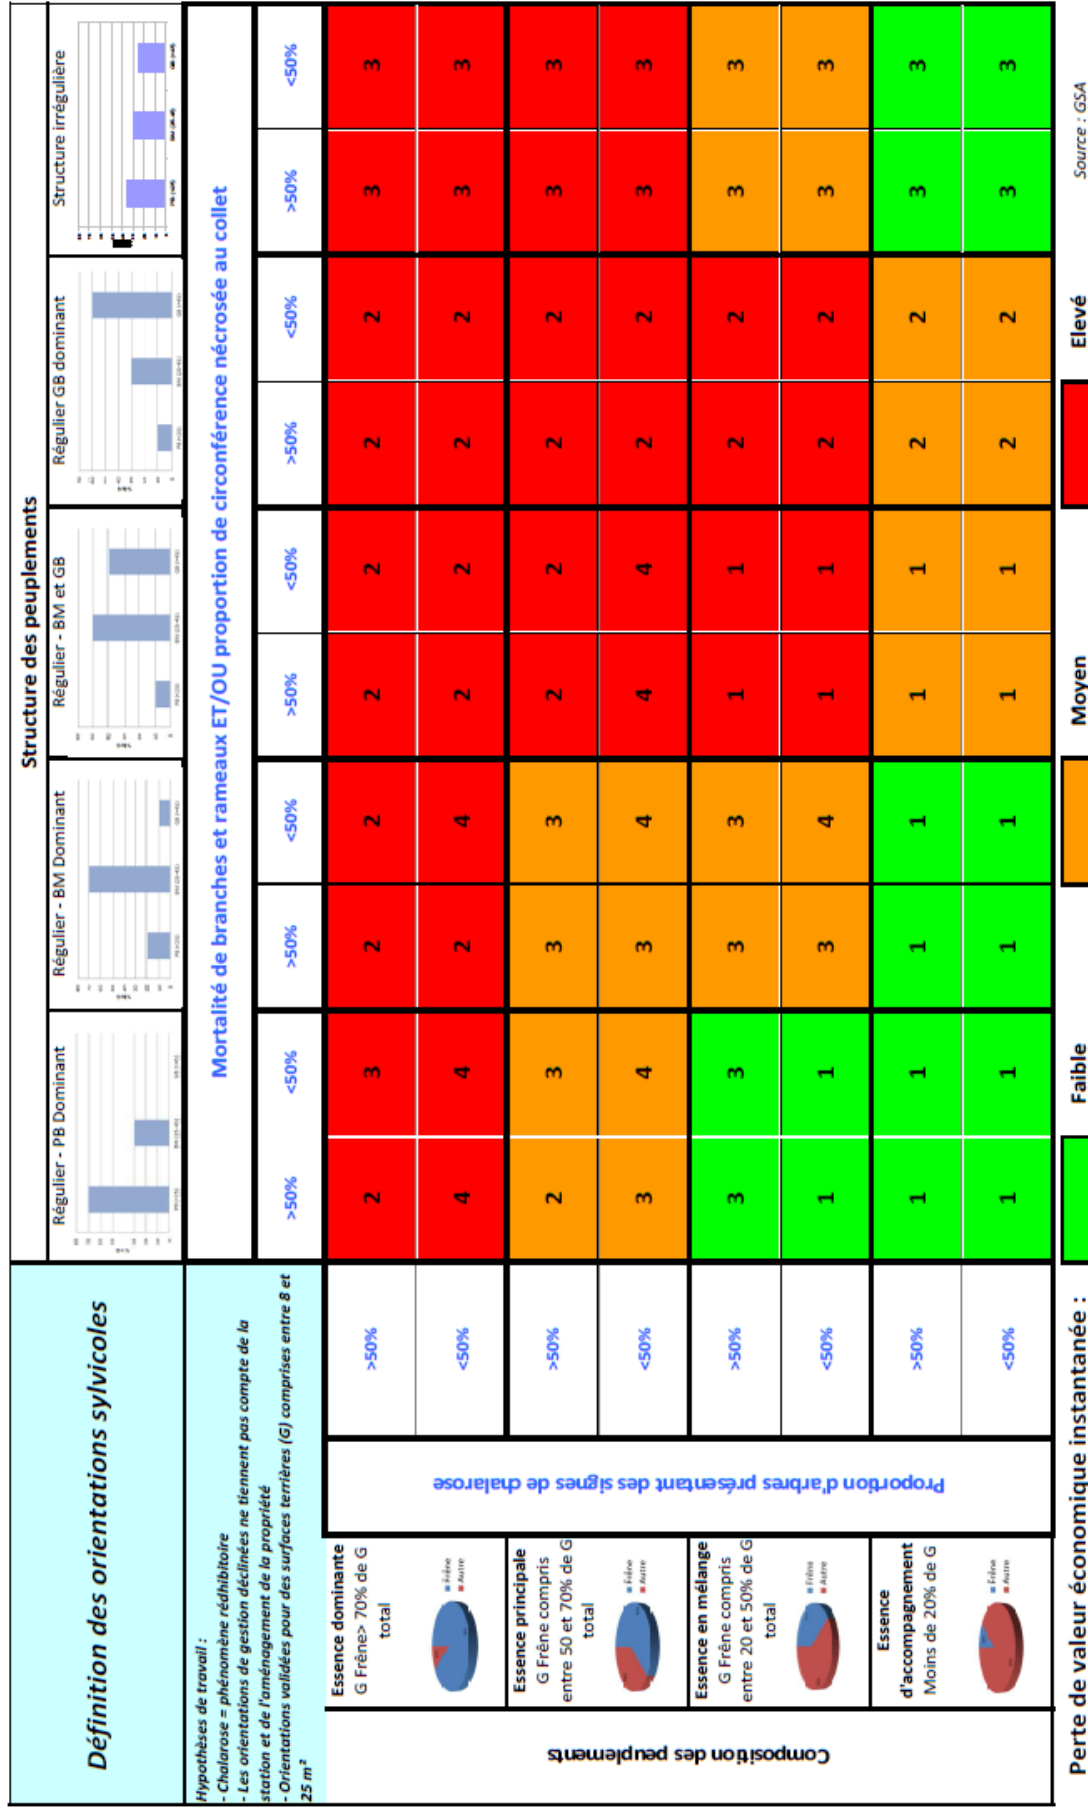 Définition des orientations sylvicoles
Structure des peuplements
Régulier - PB Dominant
Régulier - BM Dominant
Régulier - BM et GB
Régulier GB dominant
Structure irrégulière
Hypothèses de travail :
- Chalarose = phénomène rédhibitoire
- Les orientations de gestion déclinées ne tiennent pas compte de la
station et de l'aménagement de la propriété
- Orientations validées pour des surfaces terrières (G) comprises entre 8 et
25 m²
Mortalité de branches et rameaux ET/OU proportion de circonférence nécrosée au collet
>50% <50% >50% <50% >50% <50% >50% <50% >50% <50%
Composition des peuplements
Proportion d'arbres présentant des signes de chalarose
Essence dominante
G Frêne> 70% de G
total
Frêne
Autre
>50% 2 3 2 2 2 2 2 2 3 3
<50% 4 4 2 4 2 2 2 2 3 3
Essence principale
G Frêne compris
entre 50 et 70% de G
total
Frêne
Autre
>50% 2 3 3 3 2 2 2 2 3 3
<50% 3 4 3 4 4 4 2 2 3 3
Essence en mélange
G Frêne compris
entre 20 et 50% de G
total
Frêne
Autre
>50% 3 3 3 3 1 1 2 2 3 3
<50% 1 1 3 4 1 1 2 2 3 3
Essence
d'accompagnement
Moins de 20% de G
Frêne
Autre
>50% 1 1 1 1 1 1 2 2 3 3
<50% 1 1 1 1 1 1 2 2 3 3
Perte de valeur économique instantanée :
Faible
Moyen
Elevé
Source : GSA